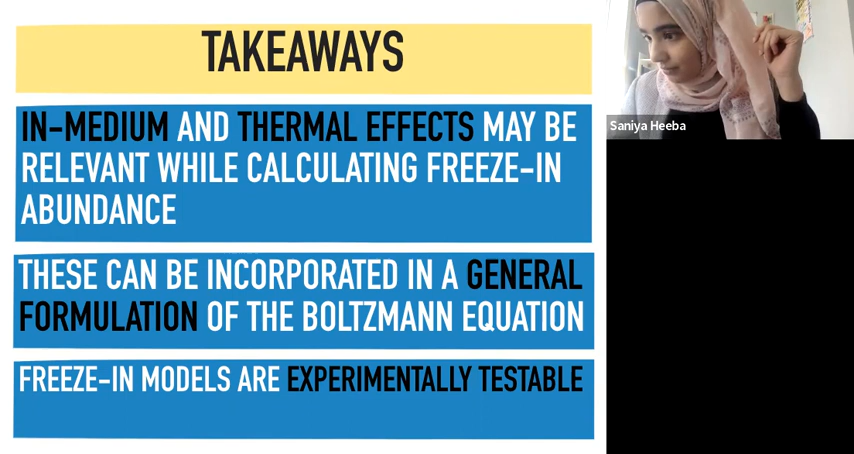 TAKEAWAYS
IN-MEDIUM AND THERMAL EFFECTS MAY BE
RELEVANT WHILE CALCULATING FREEZE-IN
ABUNDANCE
THESE CAN BE INCORPORATED IN A GENERAL
FORMULATION OF THE BOLTZMANN EQUATION
FREEZE-IN MODELS ARE EXPERIMENTALLY TESTABLE
Saniya Heeba